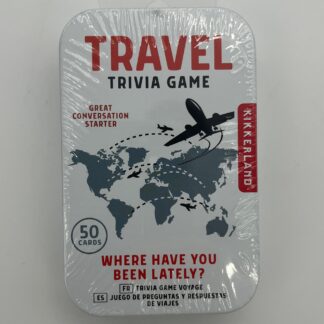 TRAVEL
TRIVIA GAME
GREAT
CONVERSATION
STARTER
KIKKERLAND
50
CARDS
WHERE HAVE YOU
BEEN LATELY?
FR TRIVIA GAME VOYAGE
ES JUEGO DE PREGUNTAS Y RESPUESTAS
DE VIAJES